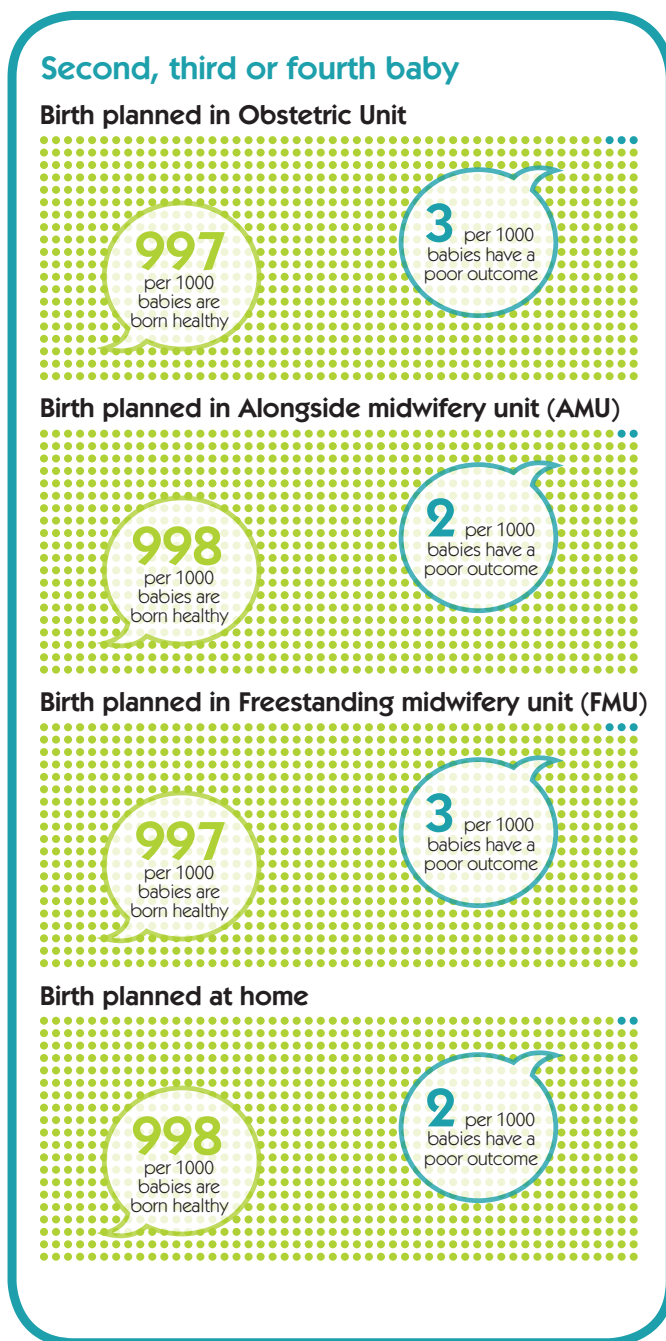 Second, third or fourth baby
Birth planned in Obstetric Unit
997
per 1000
babies are
born healthy
3 per 1000
babies have a
poor outcome
Birth planned in Alongside midwifery unit (AMU)
998
per 1000
babies are
born healthy
2 per 1000
babies have a
poor outcome
Birth planned in Freestanding midwifery unit (FMU)
997
per 1000
babies are
born healthy
3 per 1000
babies have a
poor outcome
Birth planned at home
998
per 1000
babies are
born healthy
2 per 1000
babies have a
poor outcome